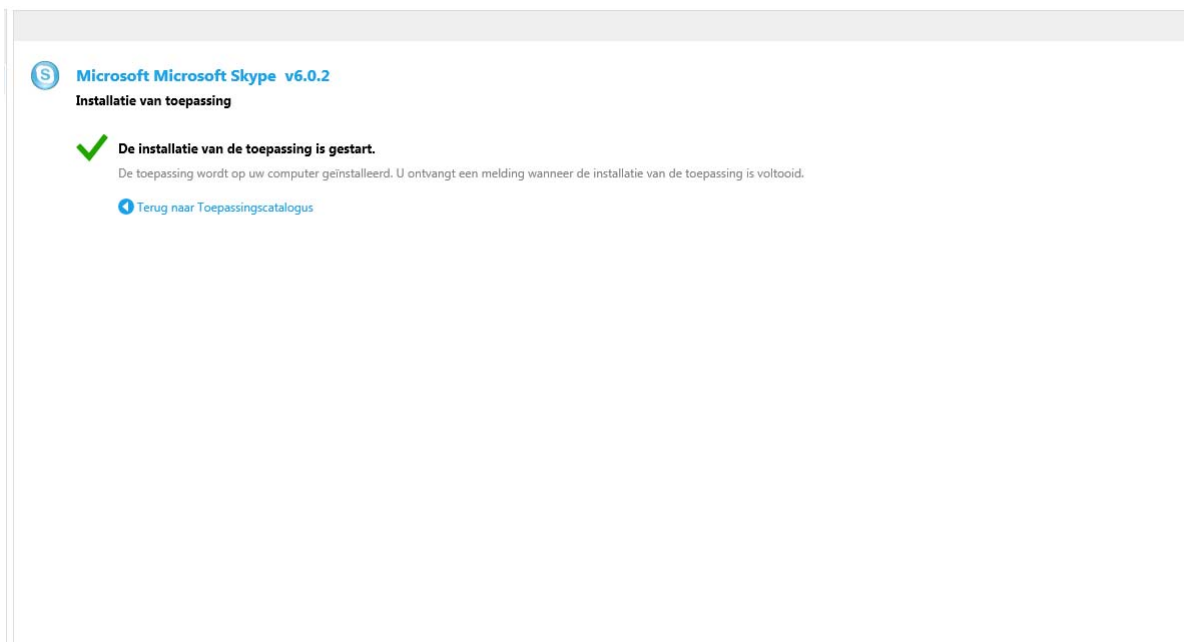 S
Microsoft Microsoft Skype v6.0.2
Installatie van toepassing
De installatie van de toepassing is gestart.
De toepassing wordt op uw computer geïnstalleerd. U ontvangt een melding wanneer de installatie van de toepassing is voltooid.
Terug naar Toepassingscatalogus